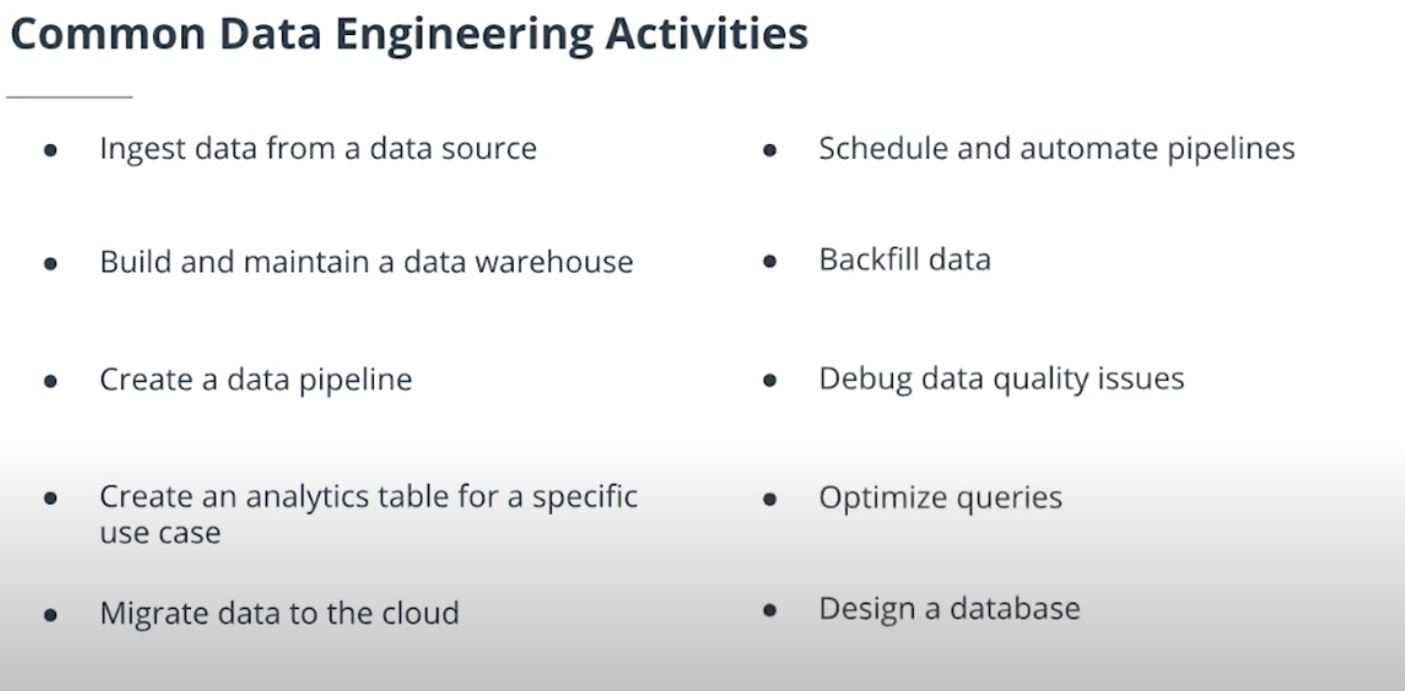 Common Data Engineering Activities
• Ingest data from a data source
• Build and maintain a data warehouse
• Create a data pipeline
• Create an analytics table for a specific
use case
• Migrate data to the cloud
• Schedule and automate pipelines
• Backfill data
• Debug data quality issues
• Optimize queries
• Design a database